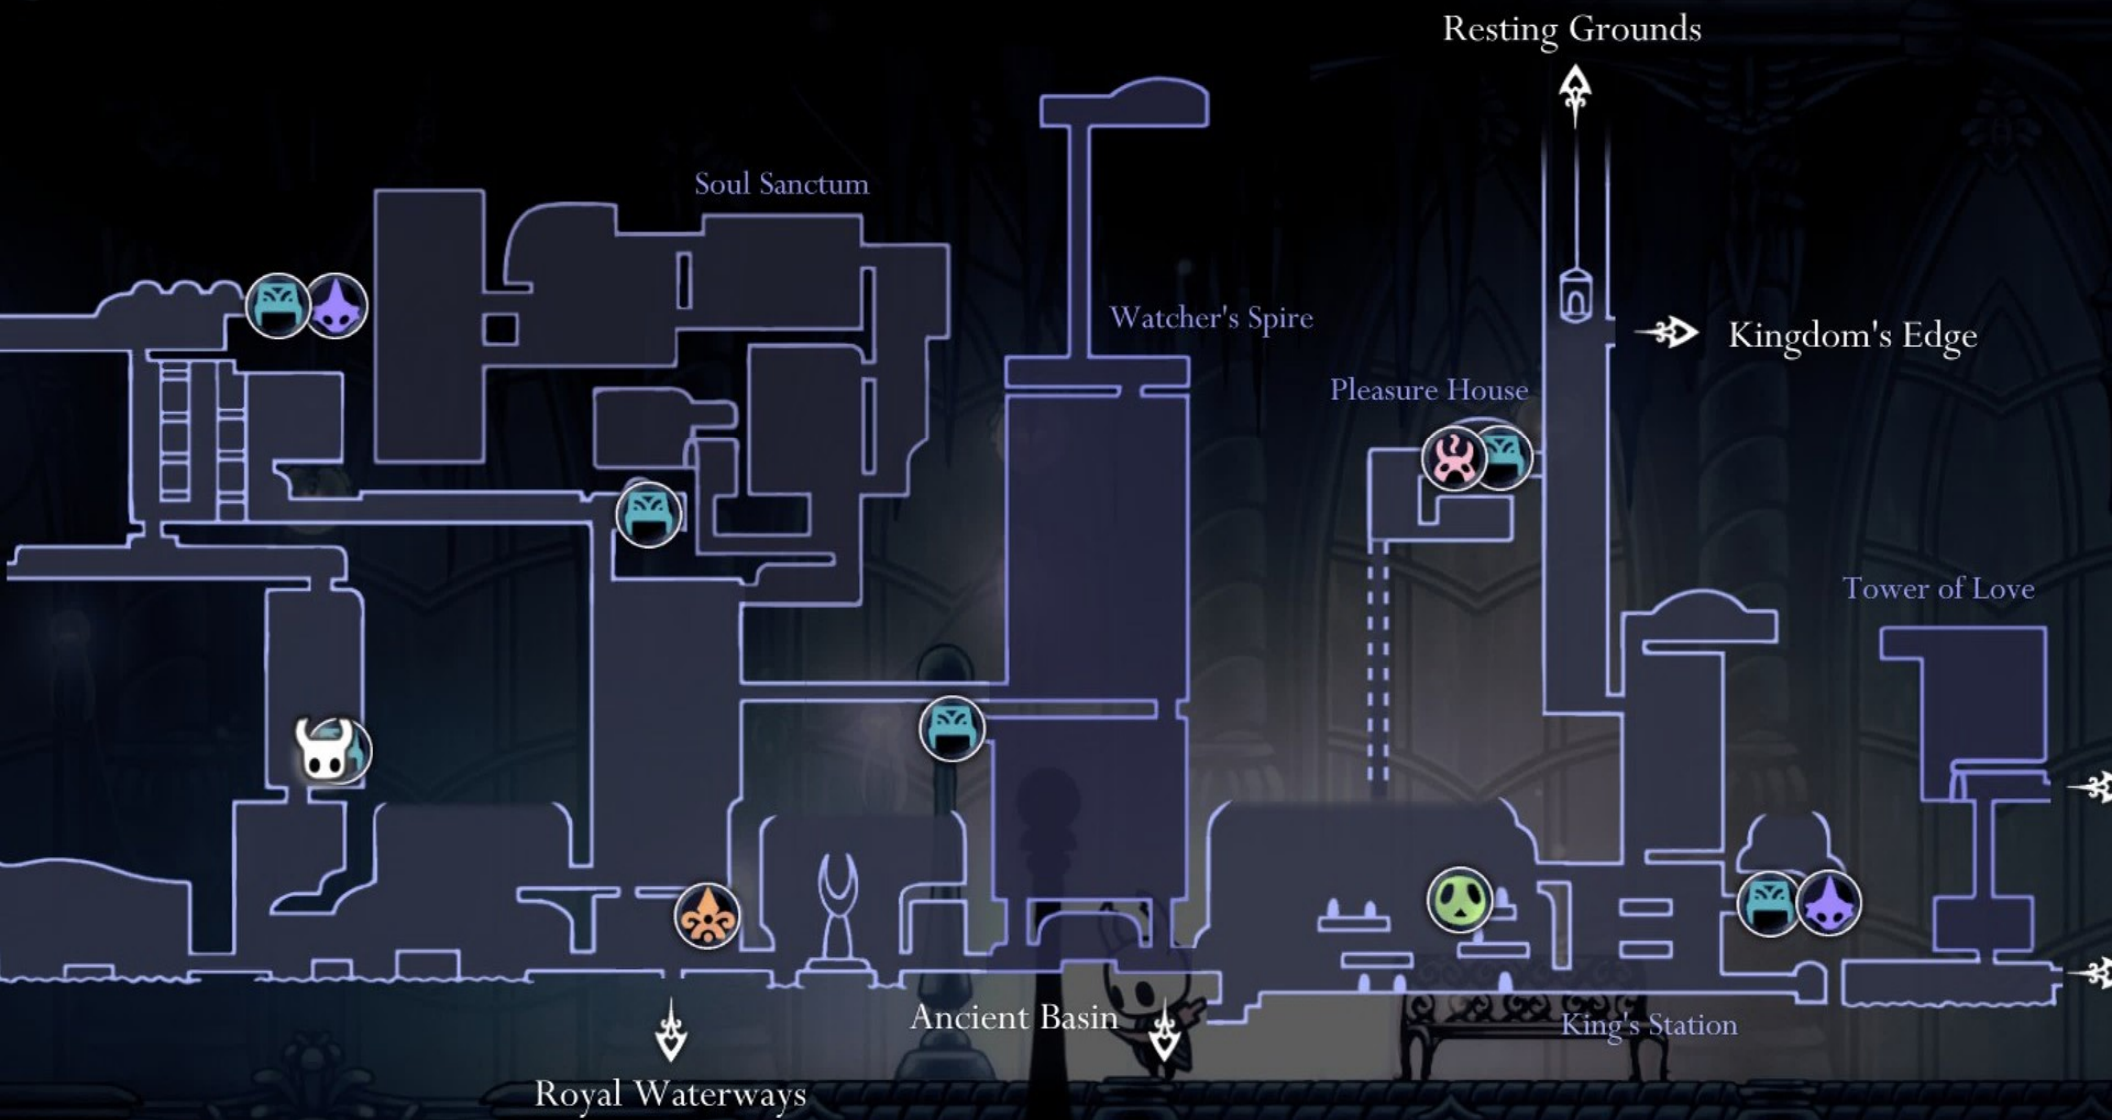 Resting Grounds
Soul Sanctum
Watcher's Spire
Kingdom's Edge
Pleasure House
Tower of Love
Ancient Basin
King's Station
Royal Waterways